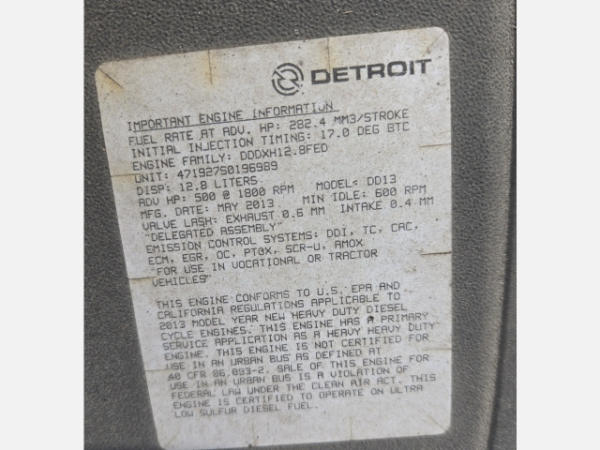 DETROIT
IMPORTANT ENGINE INFORMATION
FUEL RATE AT ADV. HP: 282.4 MM3/STROKE
INITIAL INJECTION TIMING: 17.0 DEG BTC
ENGINE FAMILY: DDDXH12.8FED
UNIT: 471927S0196989
DISP: 12.8 LITERS MODEL: DD13
ADV HP: 500 @ 1800 RPM MIN IDLE: 600 RPM
MFG. DATE: MAY 2013
VALVE LASH: EXHAUST 0.6 MM INTAKE 0.4 MM
"DELEGATED ASSEMBLY"
EMISSION CONTROL SYSTEMS: DDI, TC, CAC,
ECM, EGR, OC, PTOX, SCR-U, AMOX
"FOR USE IN VOCATIONAL OR TRACTOR
VEHICLES"
THIS ENGINE CONFORMS TO U.S. EPA AND
CALIFORNIA REGULATIONS APPLICABLE TO
2013 MODEL YEAR NEW HEAVY DUTY DIESEL
CYCLE ENGINES. THIS ENGINE HAS A PRIMARY
SERVICE APPLICATION AS A HEAVY HEAVY DUTY
ENGINE. THIS ENGINE IS NOT CERTIFIED FOR
USE IN AN URBAN BUS AS DEFINED AT
40 CFR 86.093-2. SALE OF THIS ENGINE FOR
USE IN AN URBAN BUS IS A VIOLATION OF
FEDERAL LAW UNDER THE CLEAN AIR ACT. THIS
ENGINE IS CERTIFIED TO OPERATE ON ULTRA
LOW SULFUR DIESEL FUEL.